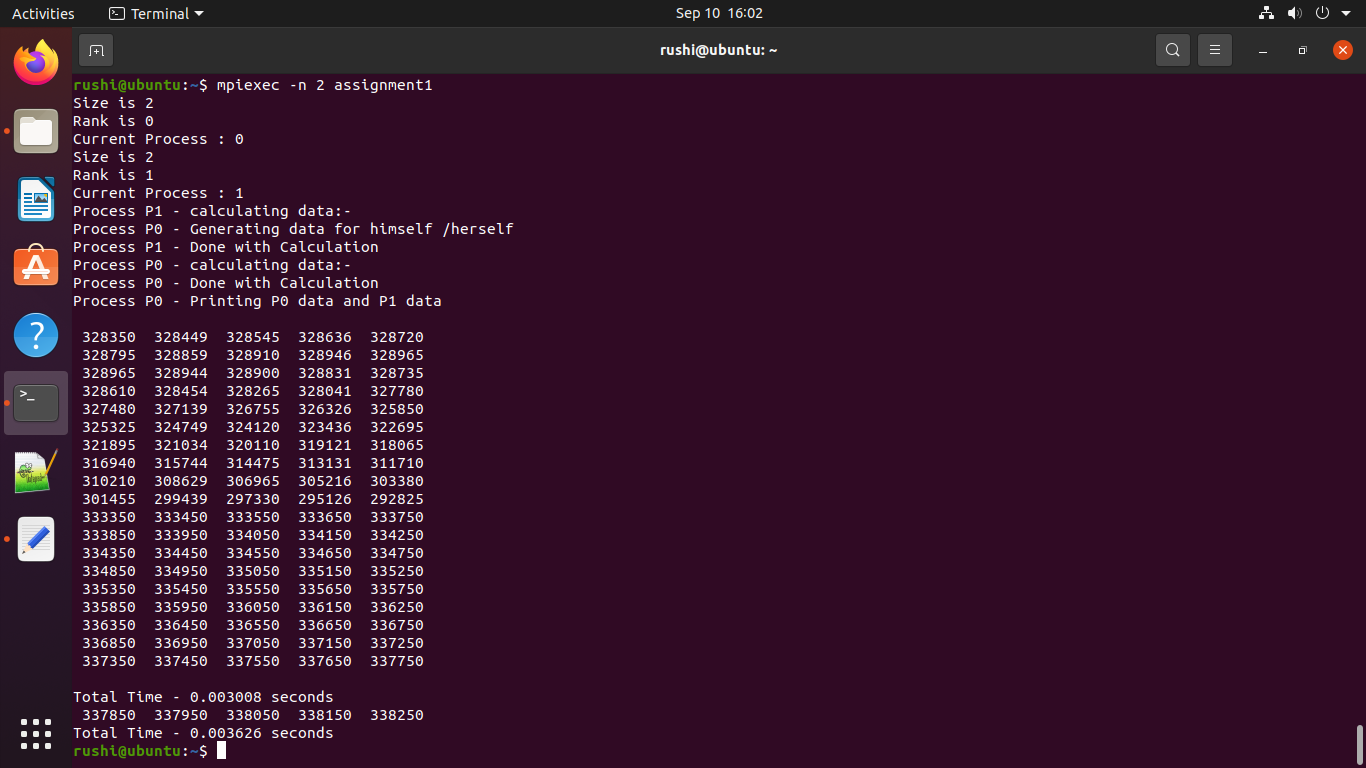 Activities
Terminal
Sep 10 16:02
rushi@ubuntu: ~
rushi@ubuntu:~$ mpiexec -n 2 assignment1
Size is 2
Rank is 0
Current Process : 0
Size is 2
Rank is 1
Current Process : 1
Process P1 - calculating data:-
Process P0 - Generating data for himself /herself
Process P1 - Done with Calculation
Process P0 - calculating data:-
Process P0 - Done with Calculation
Process P0 - Printing P0 data and P1 data
328350 328449 328545 328636 328720
328795 328859 328910 328946 328965
328965 328944 328900 328831 328735
328610 328454 328265 328041 327780
327480 327139 326755 326326 325850
325325 324749 324120 323436 322695
321895 321034 320110 319121 318065
316940 315744 314475 313131 311710
310210 308629 306965 305216 303380
301455 299439 297330 295126 292825
333350 333450 333550 333650 333750
333850 333950 334050 334150 334250
334350 334450 334550 334650 334750
334850 334950 335050 335150 335250
335350 335450 335550 335650 335750
335850 335950 336050 336150 336250
336350 336450 336550 336650 336750
336850 336950 337050 337150 337250
337350 337450 337550 337650 337750
Total Time - 0.003008 seconds
337850 337950 338050 338150 338250
Total Time - 0.003626 seconds
rushi@ubuntu:~$